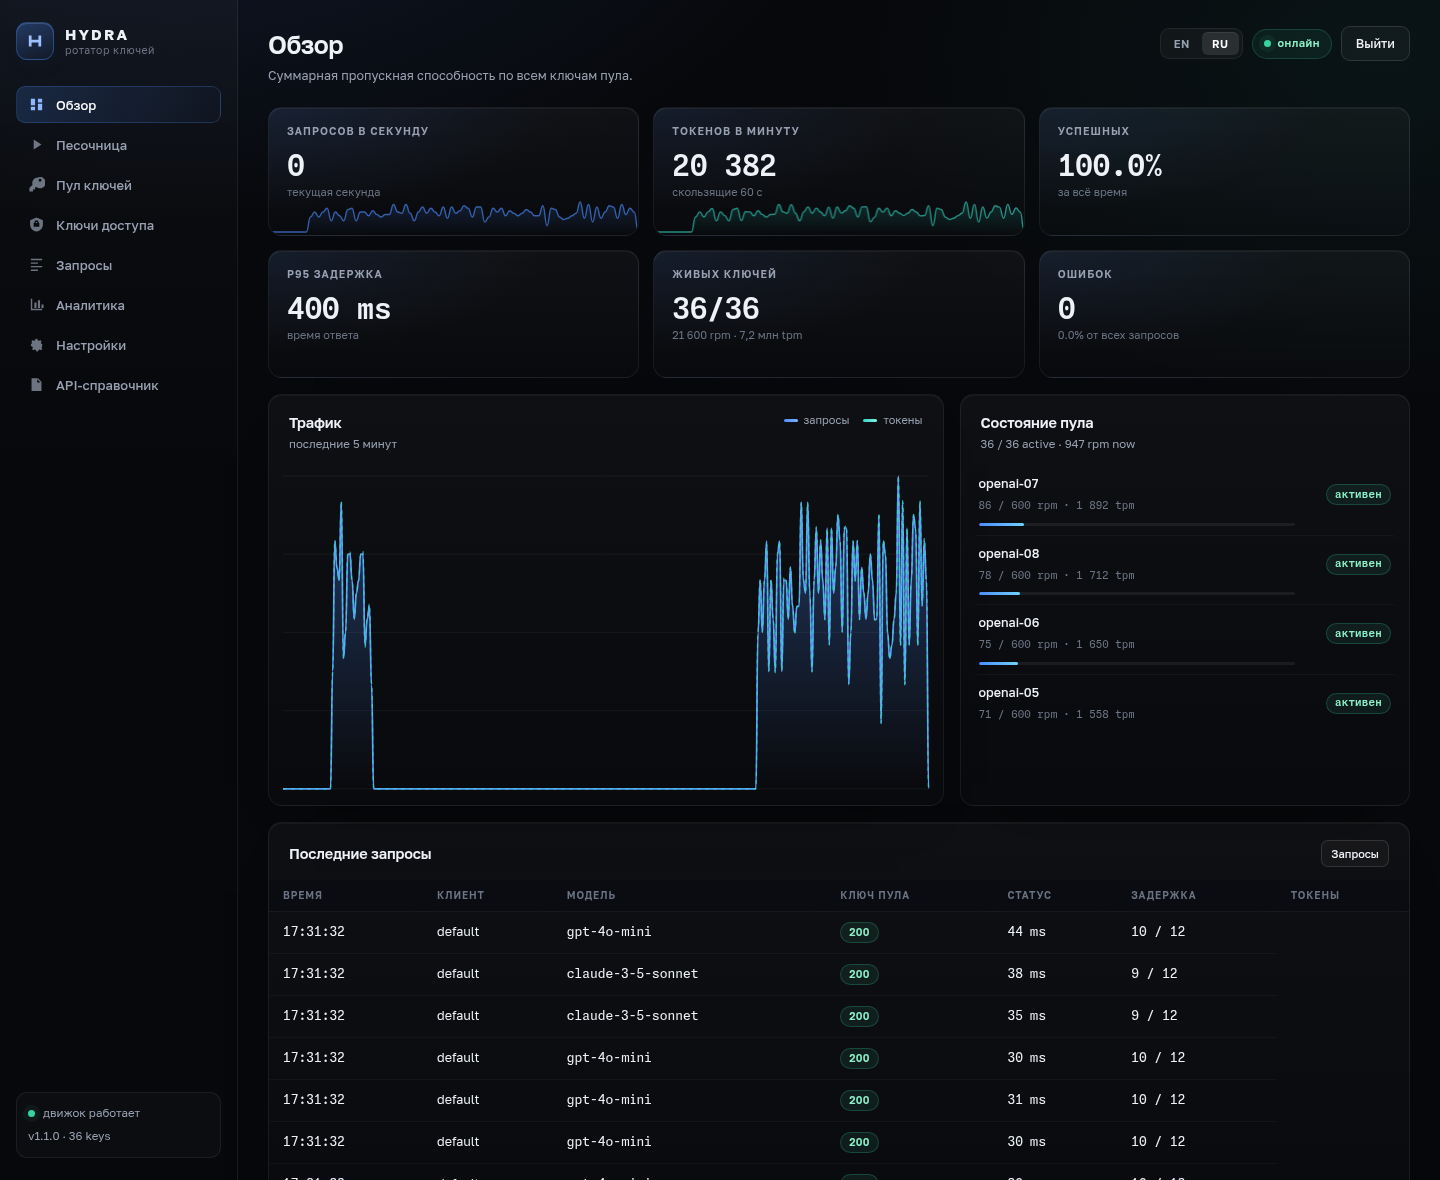 HYDRA
ротатор ключей
Обзор
Песочница
Пул ключей
Ключи доступа
Запросы
Аналитика
Настройки
API-справочник
движок работает
v1.1.0 · 36 keys
Обзор
Суммарная пропускная способность по всем ключам пула.
EN RU
онлайн
Выйти
ЗАПРОСОВ В СЕКУНДУ
0
текущая секунда
ТОКЕНОВ В МИНУТУ
20 382
скользящие 60 с
УСПЕШНЫХ
100.0%
за всё время
P95 ЗАДЕРЖКА
400 ms
время ответа
ЖИВЫХ КЛЮЧЕЙ
36/36
21 600 rpm · 7,2 млн tpm
ОШИБОК
0
0.0% от всех запросов
Трафик
последние 5 минут
запросы токены
Состояние пула
36 / 36 active · 947 rpm now
openai-07
86 / 600 rpm · 1 892 tpm
активен
openai-08
78 / 600 rpm · 1 712 tpm
активен
openai-06
75 / 600 rpm · 1 650 tpm
активен
openai-05
71 / 600 rpm · 1 558 tpm
активен
Последние запросы
Запросы
ВРЕМЯ КЛИЕНТ МОДЕЛЬ КЛЮЧ ПУЛА СТАТУС ЗАДЕРЖКА ТОКЕНЫ
17:31:32 default gpt-4o-mini 200 44 ms 10 / 12
17:31:32 default claude-3-5-sonnet 200 38 ms 9 / 12
17:31:32 default claude-3-5-sonnet 200 35 ms 9 / 12
17:31:32 default gpt-4o-mini 200 30 ms 10 / 12
17:31:32 default gpt-4o-mini 200 31 ms 10 / 12
17:31:32 default gpt-4o-mini 200 30 ms 10 / 12